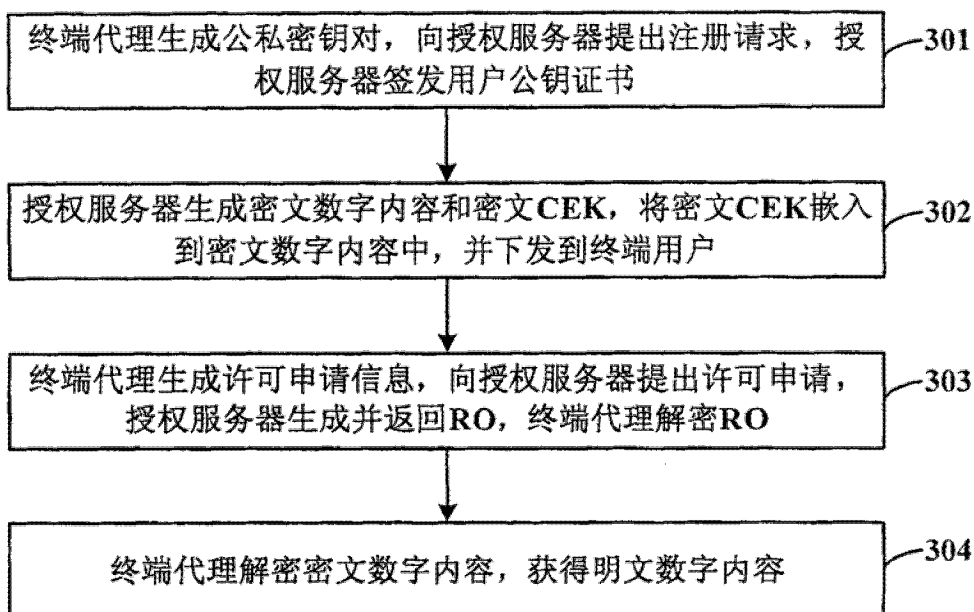 终端代理生成公私密钥对，向授权服务器提出注册请求，授
权服务器签发用户公钥证书
301
授权服务器生成密文数字内容和密文CEK，将密文CEK嵌入
到密文数字内容中，并下发到终端用户
302
终端代理生成许可申请信息，向授权服务器提出许可申请，
授权服务器生成并返回RO，终端代理解密RO
303
终端代理解密密文数字内容，获得明文数字内容
304